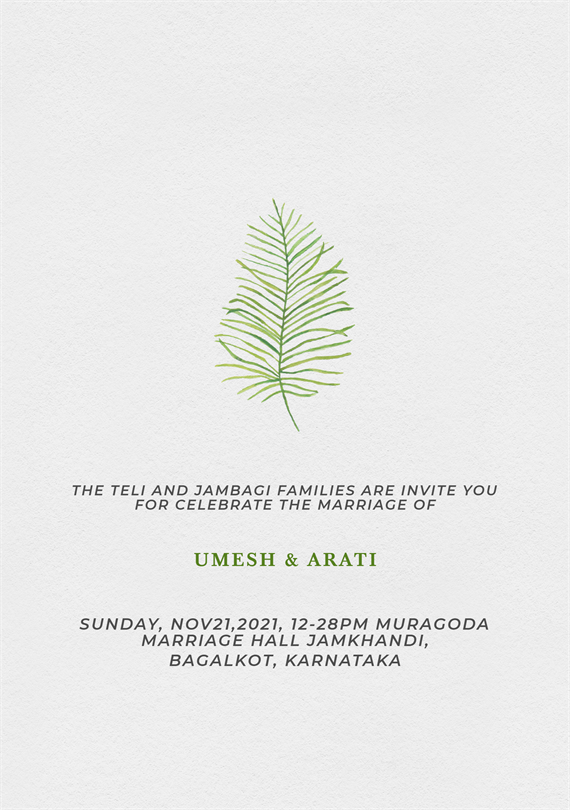 THE TELI AND JAMBAGI FAMILIES ARE INVITE YOU
FOR CELEBRATE THE MARRIAGE OF
UMESH & ARATI
SUNDAY, NOV21,2021, 12-28PM MURAGODA
MARRIAGE HALL JAMKHANDI,
BAGALKOT, KARNATAKA